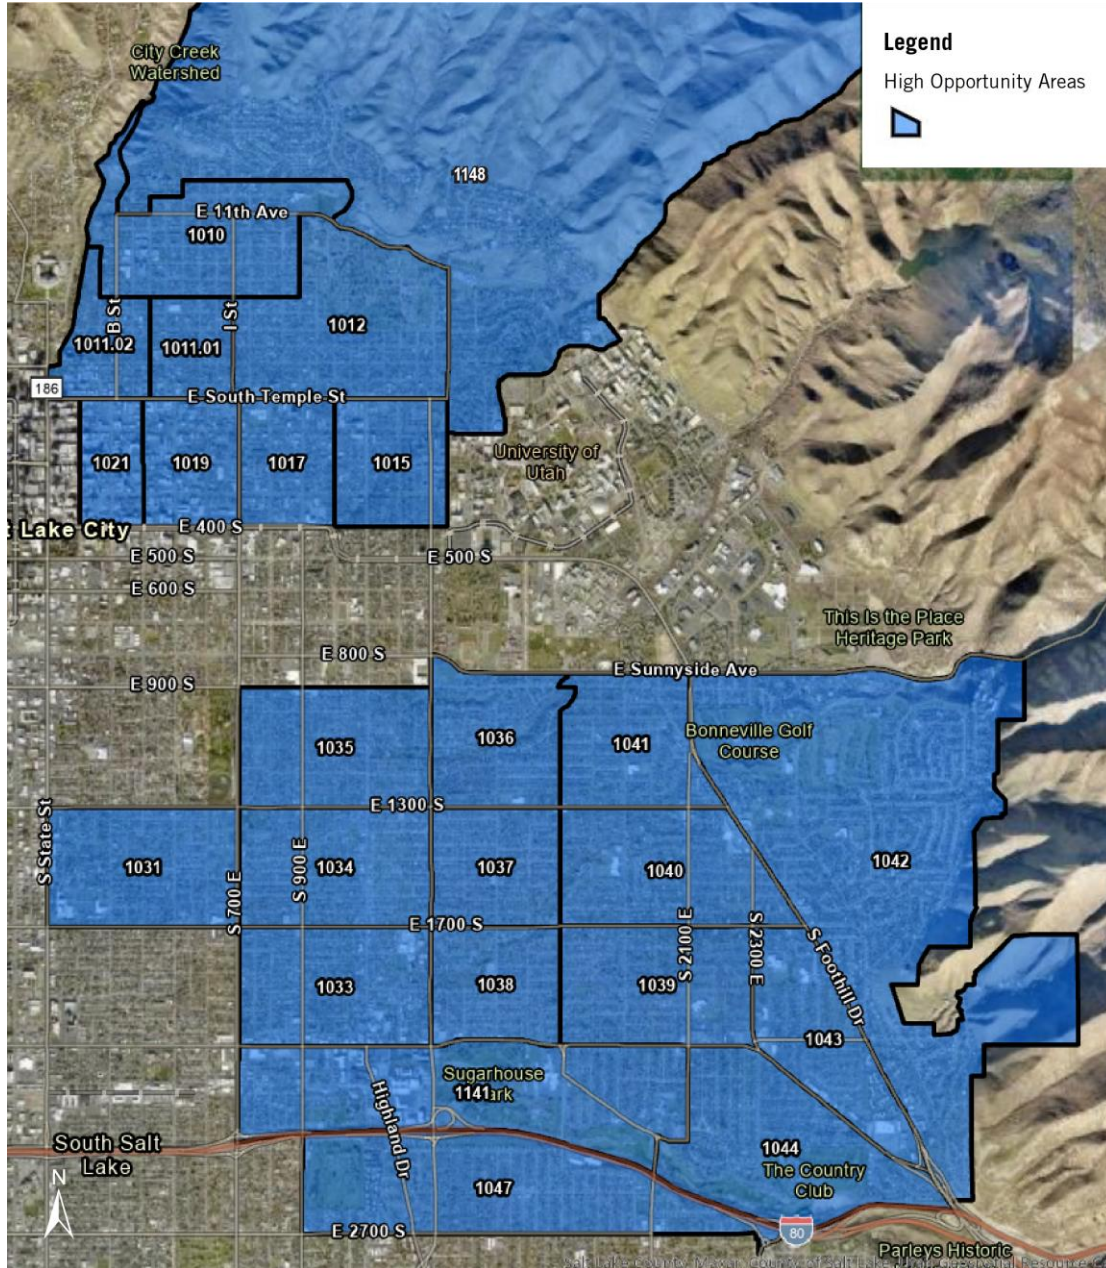 Legend
High Opportunity Areas
City Creek
Watershed
1148
E 11th Ave
1010
B St
I St
1012
1011.02
1011.01
186
E South Temple St
1021
1019
1017
1015
University of
Utah
t Lake City
E 400 S
E 500 S
E 500 S
E 600 S
This Is the Place
Heritage Park
E 800 S
E Sunnyside Ave
E 900 S
1035
1036
1041
Bonneville Golf
Course
E 1300 S
S State St
1031
S 700 E
S 900 E
1034
1037
1040
1042
E 1700 S
S 2100 E
S 2300 E
S Foothill Dr
1033
1038
1039
1043
Sugarhouse
1141
Highland Dr
South Salt
Lake
1044
The Country
Club
N
1047
E 2700 S
80
Parleys Historic